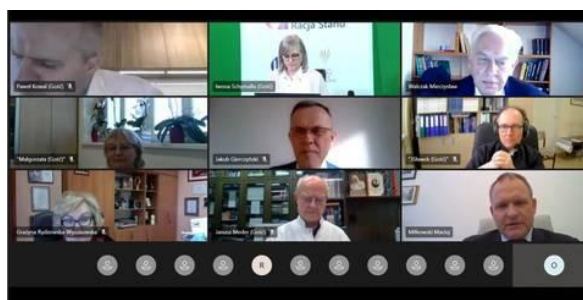 Racja Stanu
Paweł Kowal (Gość)
Iwona Schymalla (Gość)
Walczak Mieczysław
"Małgorzata (Gość)"
Jakub Gierczyński
"JSławek (Gość)"
Grażyna Rydzewska-Wyszkowska
Janusz Meder (Gość)
Miłkowski Maciej
R
O